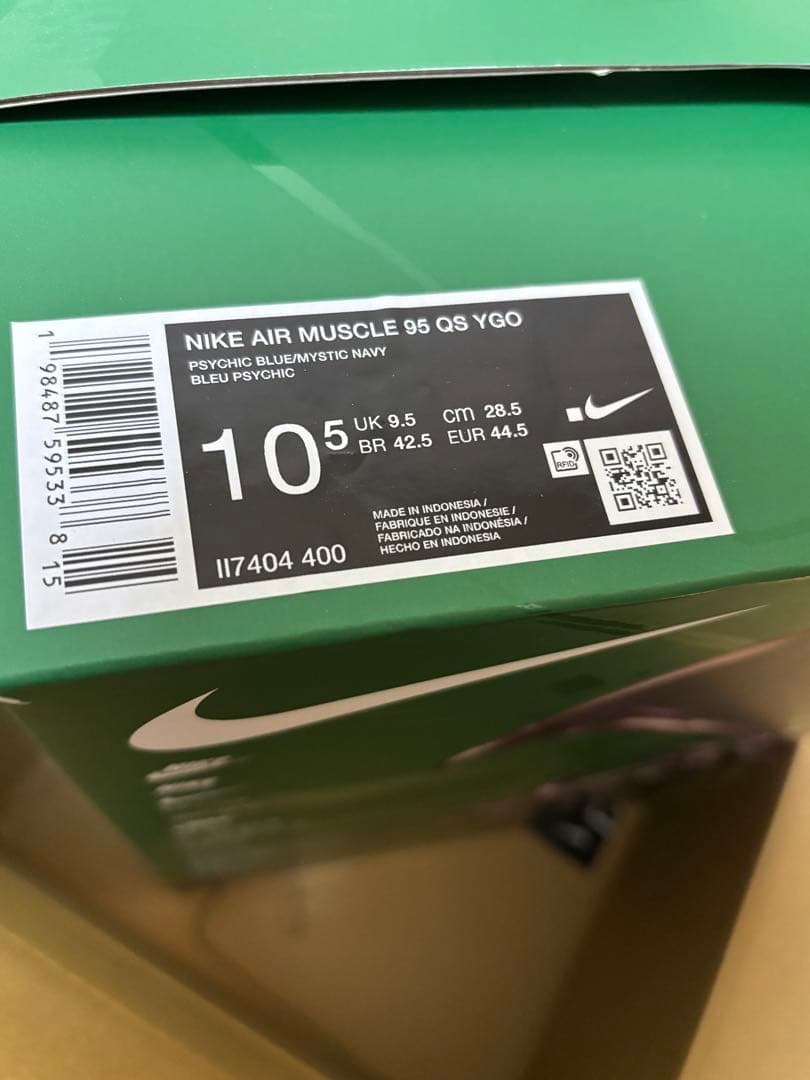 NIKE AIR MUSCLE 95 QS YGO
PSYCHIC BLUE/MYSTIC NAVY
BLEU PSYCHIC
10 5
UK 9.5 CM 28.5
BR 42.5 EUR 44.5
RFID
MADE IN INDONESIA /
FABRIQUE EN INDONESIE /
FABRICADO NA INDONÉSIA /
HECHO EN INDONESIA
II7404 400
1 98487 59533 8 15